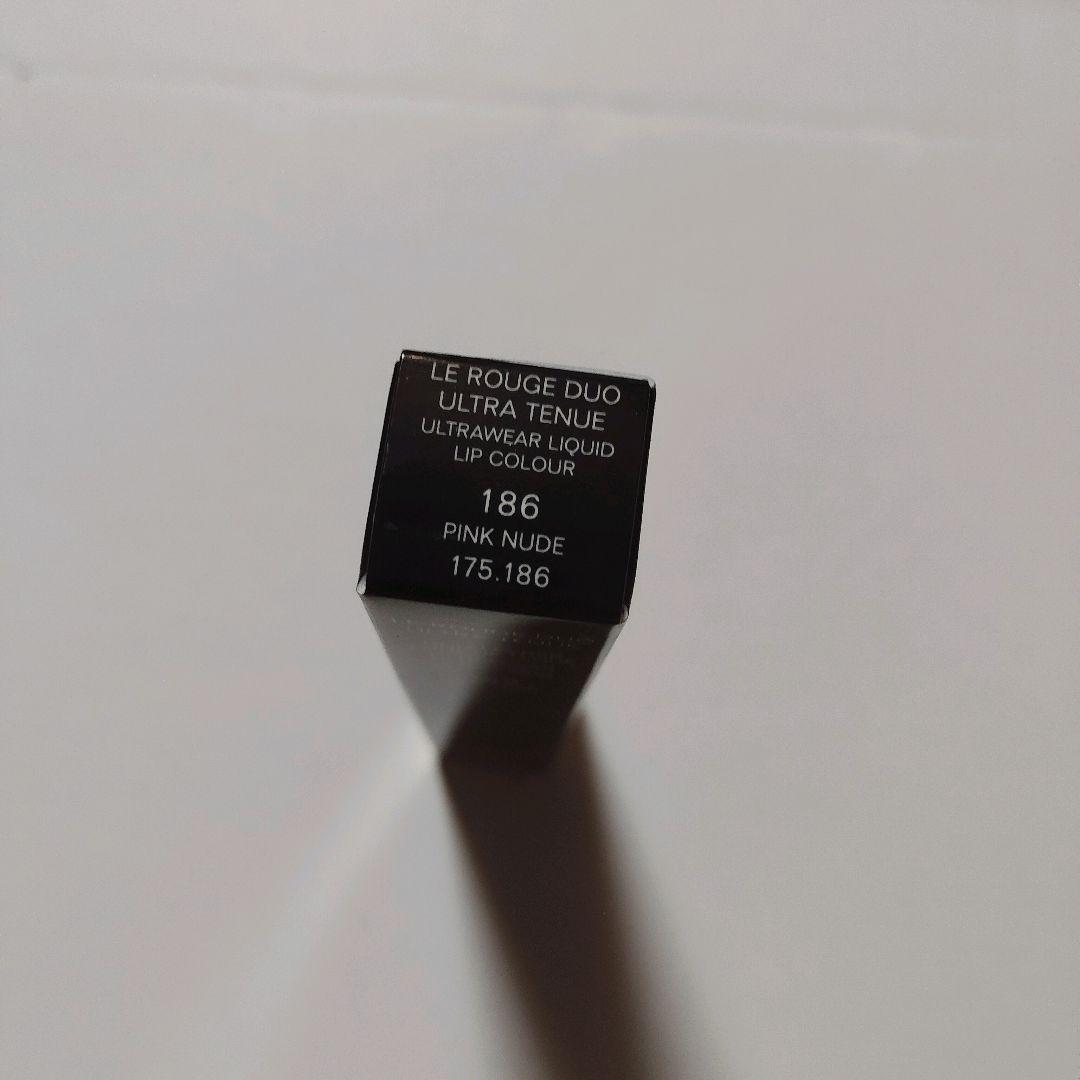 LE ROUGE DUO
ULTRA TENUE
ULTRAWEAR LIQUID
LIP COLOUR
186
PINK NUDE
175.186